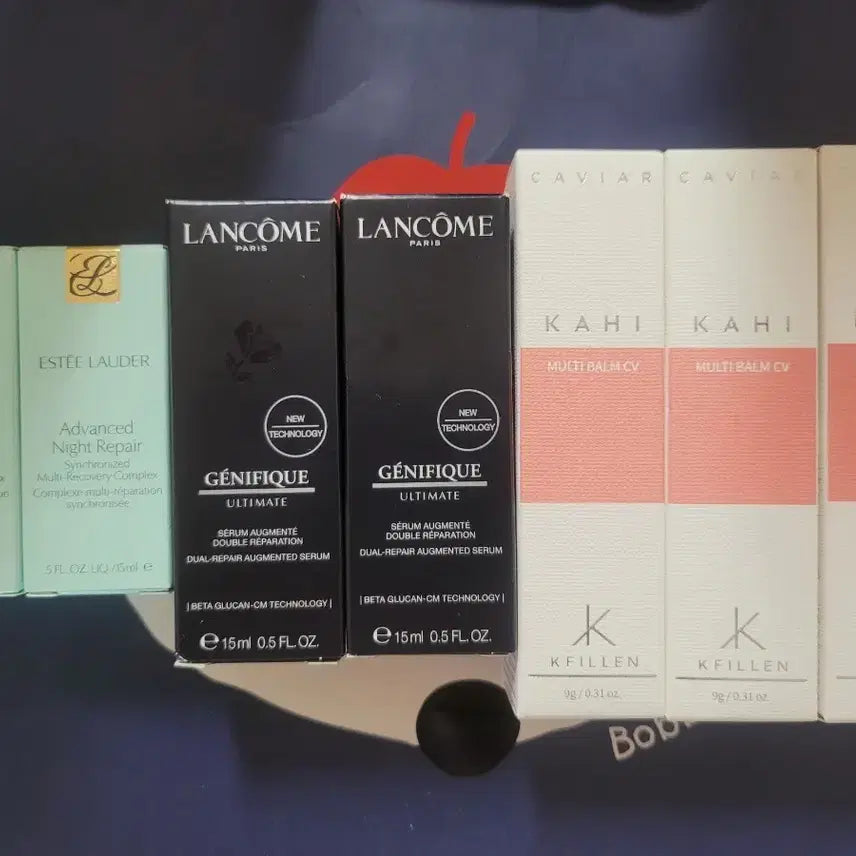 ESTĒE LAUDER
Advanced
Night Repair
Synchronized
Multi-Recovery Complex
Complexe multi-réparation
synchronisée
.5 FL. OZ. LIQ./15ml e
LANCÔME
PARIS
NEW
TECHNOLOGY
GÉNIFIQUE
ULTIMATE
SÉRUM AUGMENTÉ
DOUBLE RÉPARATION
DUAL-REPAIR AUGMENTED SERUM
| BETA GLUCAN-CM TECHNOLOGY |
e 15ml 0.5 FL. OZ.
LANCÔME
PARIS
NEW
TECHNOLOGY
GÉNIFIQUE
ULTIMATE
SÉRUM AUGMENTÉ
DOUBLE RÉPARATION
DUAL-REPAIR AUGMENTED SERUM
| BETA GLUCAN-CM TECHNOLOGY |
e 15ml 0.5 FL. OZ.
CAVIAR
KAHI
MULTI BALM CV
KFILLEN
9g / 0.31 oz.
CAVIAR
KAHI
MULTI BALM CV
KFILLEN
9g / 0.31 oz.